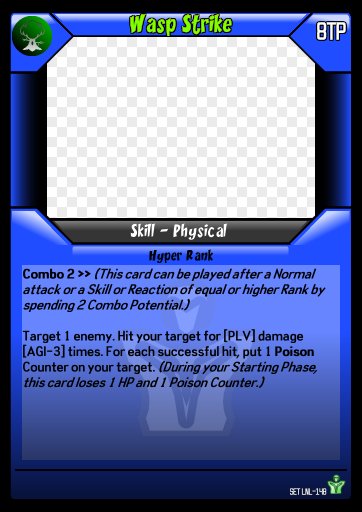 Wasp Strike
8TP
Skill - Physical
Hyper Rank
Combo 2 >> (This card can be played after a Normal
attack or a Skill or Reaction of equal or higher Rank by
spending 2 Combo Potential.)
Target 1 enemy. Hit your target for [PLV] damage
[AGI-3] times. For each successful hit, put 1 Poison
Counter on your target. (During your Starting Phase,
this card loses 1 HP and 1 Poison Counter.)
SET LNL-148